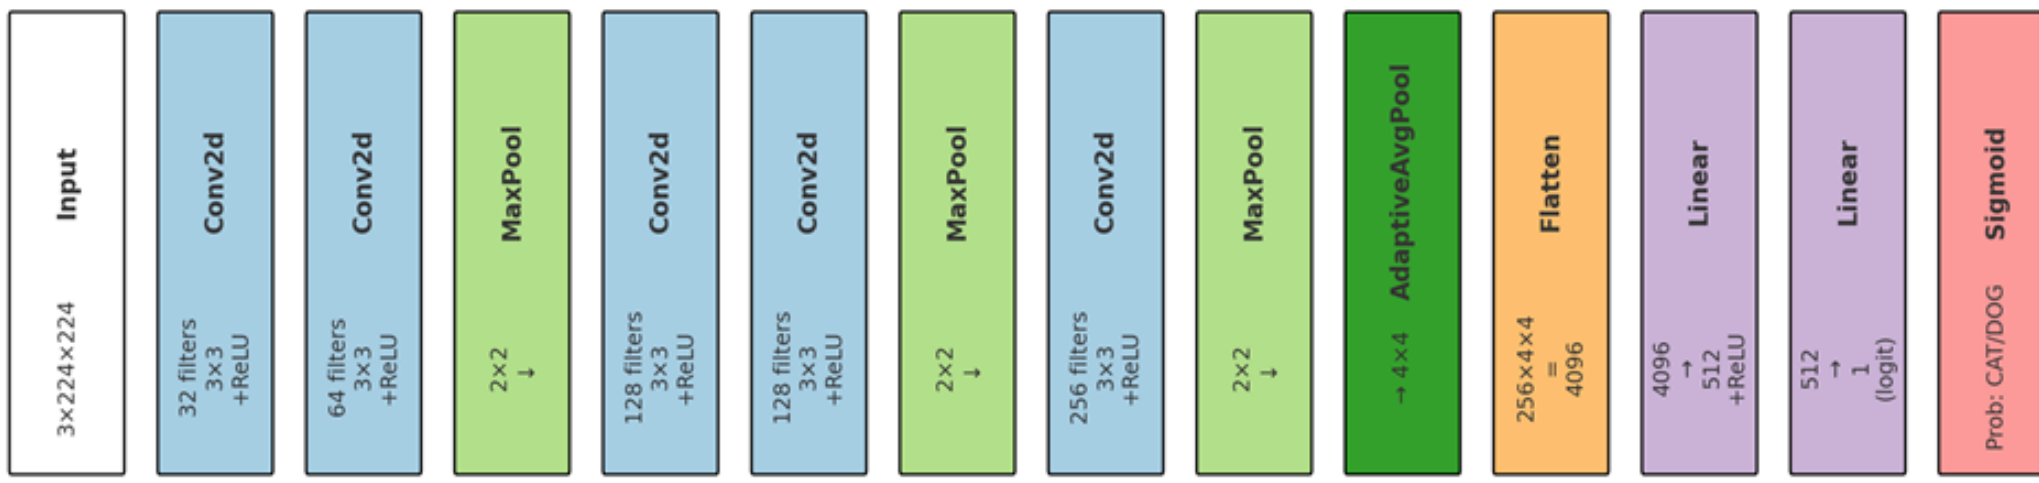 Input
3×224×224
Conv2d
32 filters
3×3
+ReLU
Conv2d
64 filters
3×3
+ReLU
MaxPool
2×2
↓
Conv2d
128 filters
3×3
+ReLU
Conv2d
128 filters
3×3
+ReLU
MaxPool
2×2
↓
Conv2d
256 filters
3×3
+ReLU
MaxPool
2×2
↓
AdaptiveAvgPool
→ 4×4
Flatten
256×4×4
=
4096
Linear
4096
→
512
+ReLU
Linear
512
→
1
(logit)
Sigmoid
Prob: CAT/DOG